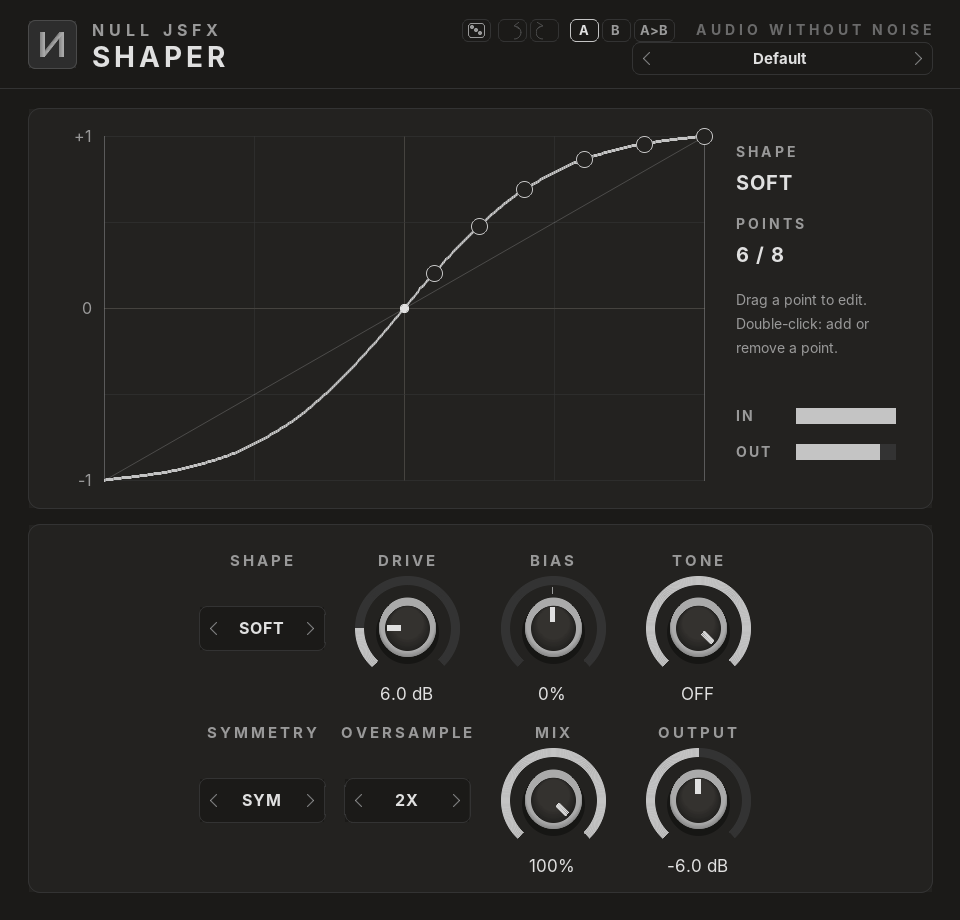 NULL JSFX
SHAPER
A B A>B AUDIO WITHOUT NOISE
Default
+1
0
-1
SHAPE
SOFT
POINTS
6 / 8
Drag a point to edit.
Double-click: add or
remove a point.
IN
OUT
SHAPE DRIVE BIAS TONE
SOFT
6.0 dB 0% OFF
SYMMETRY OVERSAMPLE MIX OUTPUT
SYM 2X
100% -6.0 dB